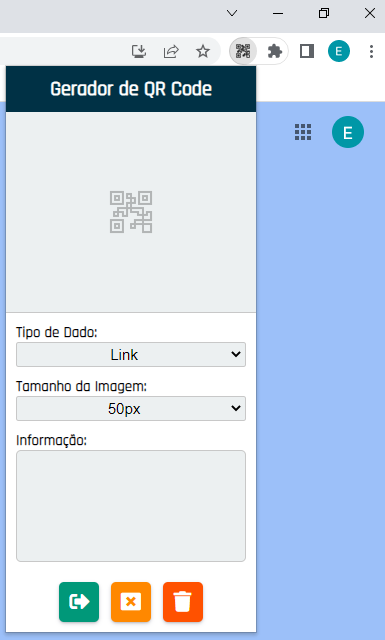 Gerador de QR Code
E
E
Tipo de Dado:
Link
Tamanho da Imagem:
50px
Informação: